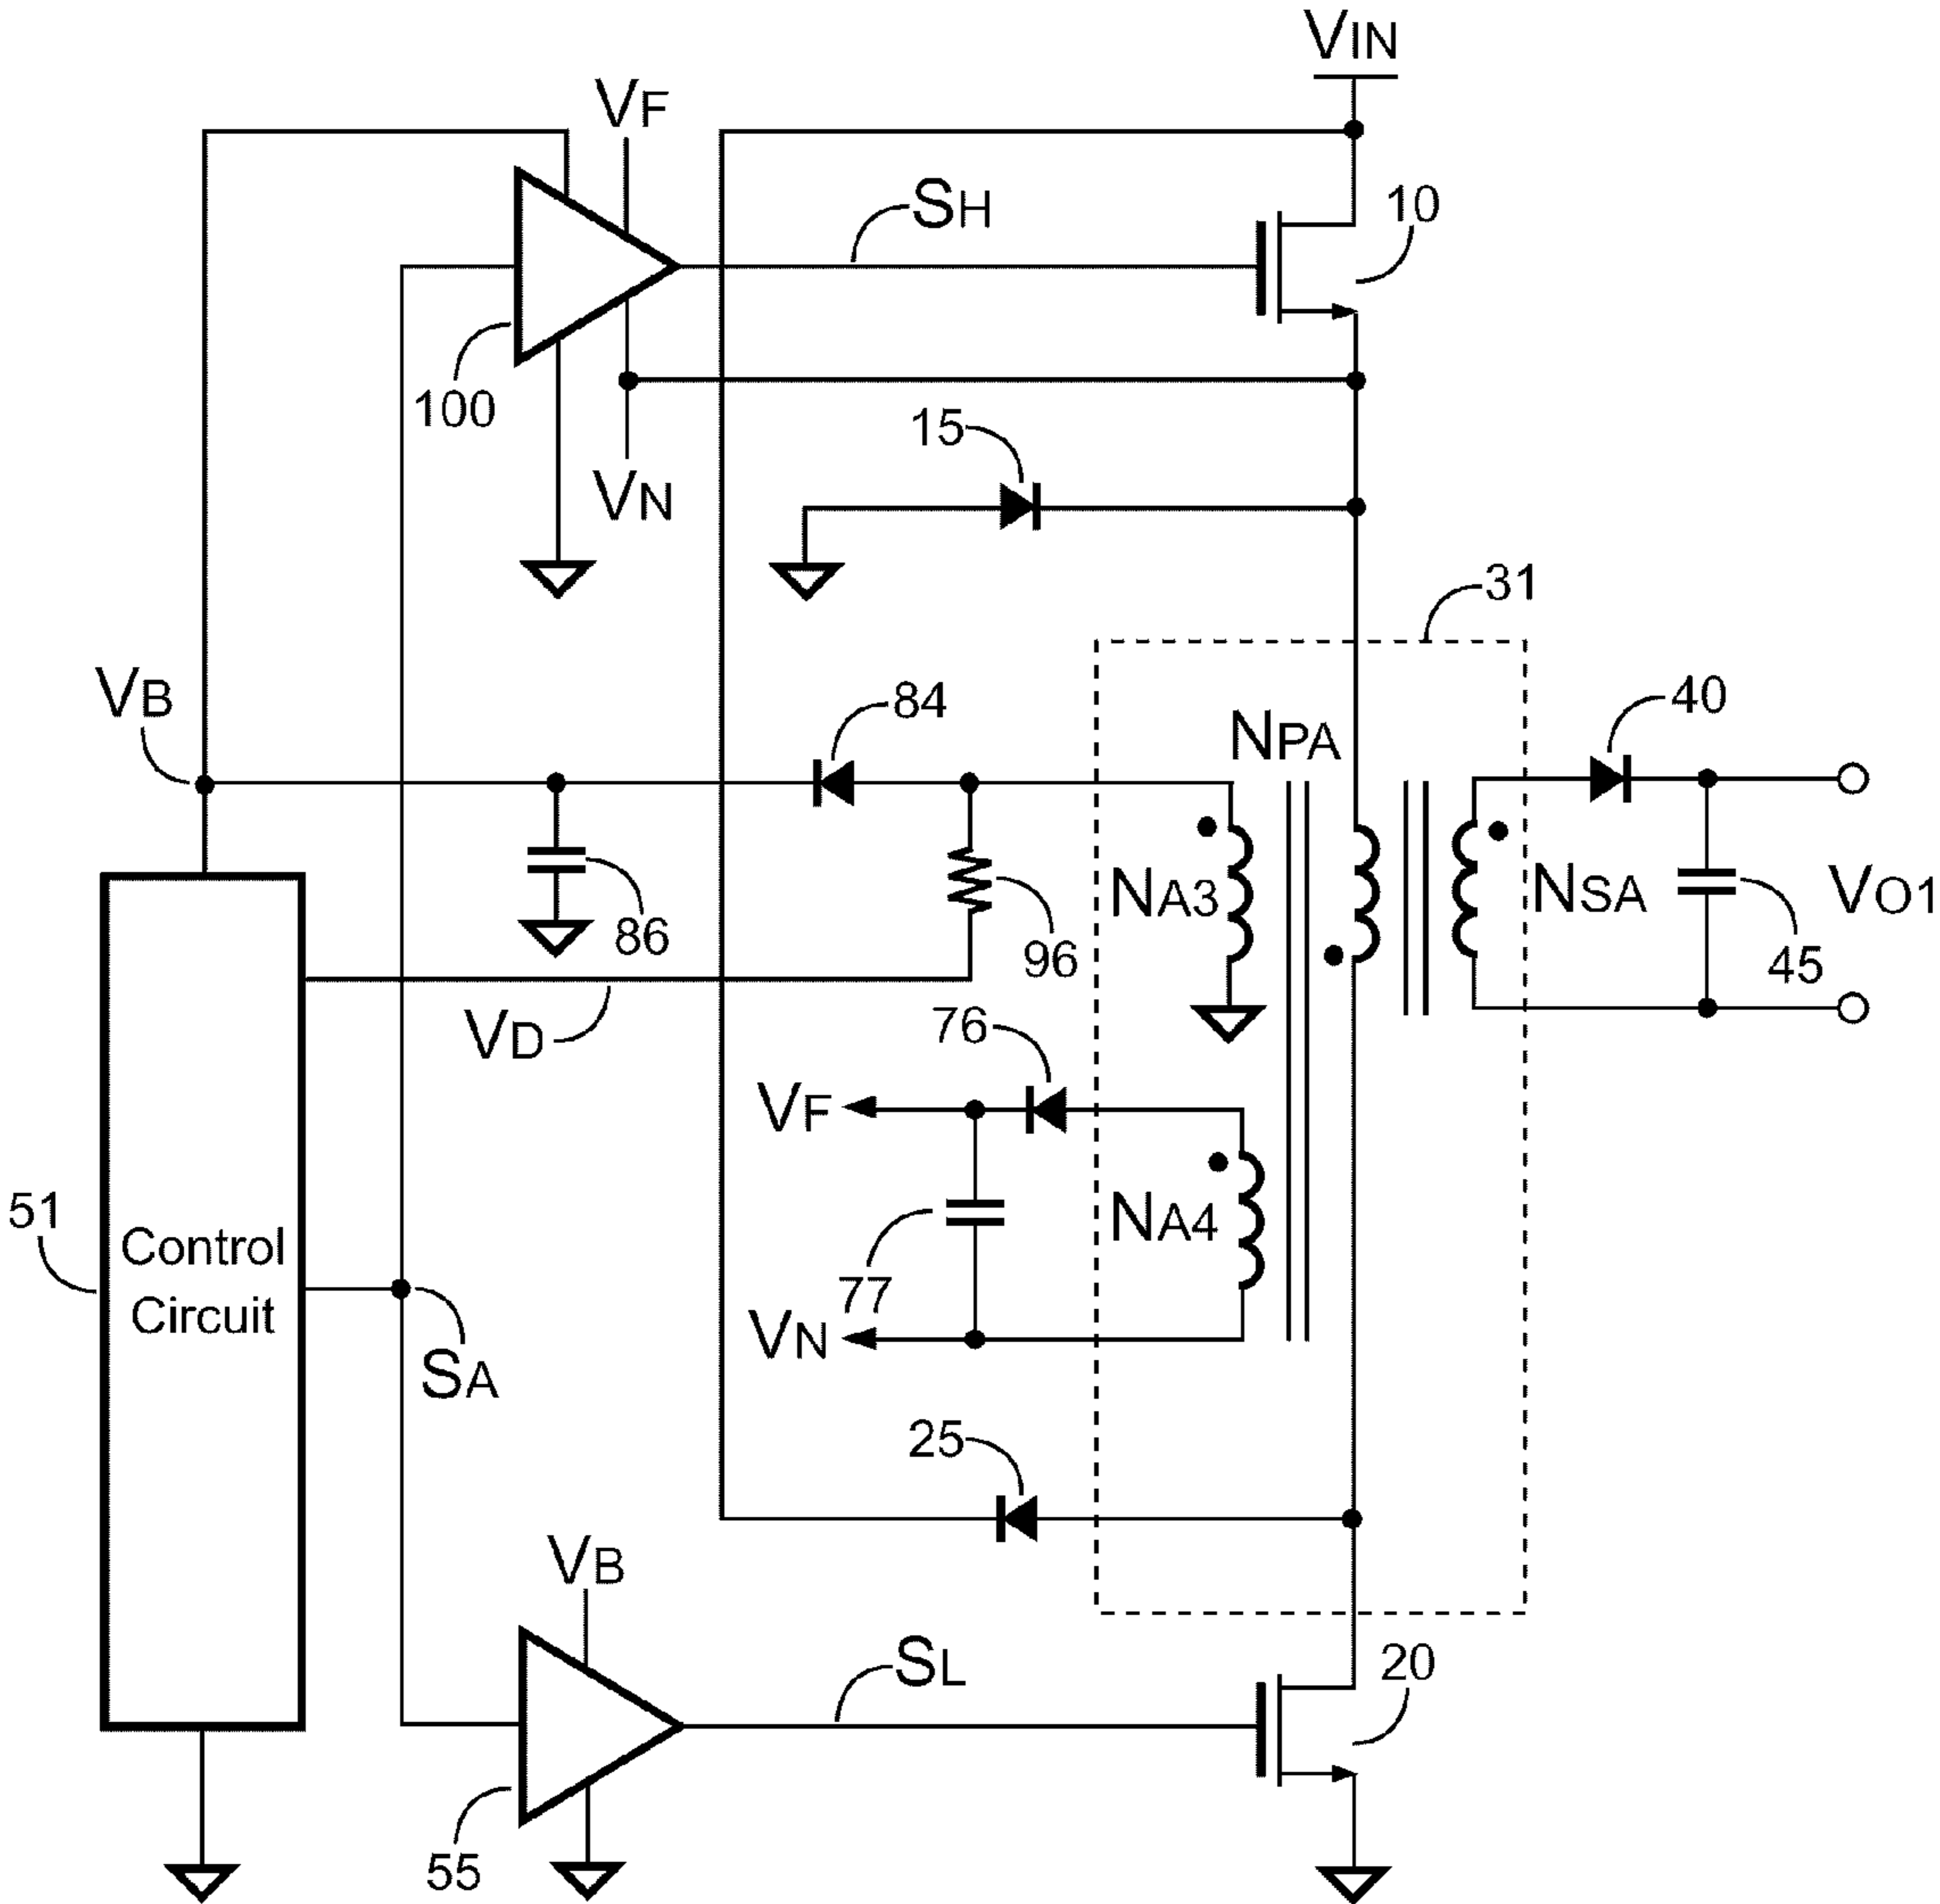 VIN
VF
SH
10
100
15
VN
31
VB
84
40
NPA
NA3
NSA
VO1
86
96
45
VD
76
VF
NA4
51
Control
Circuit
77
VN
SA
25
VB
SL
20
55